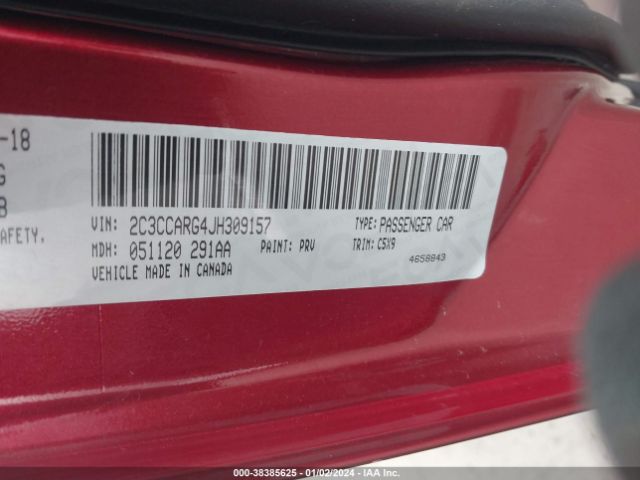 -18
G
B
AFETY.
VIN: 2C3CCARG4JH309157 TYPE: PASSENGER CAR
MDH: 051120 291AA PAINT: PRV TRIM: C5X9
VEHICLE MADE IN CANADA 4658843
000-38385625 - 01/02/2024 - IAA Inc.